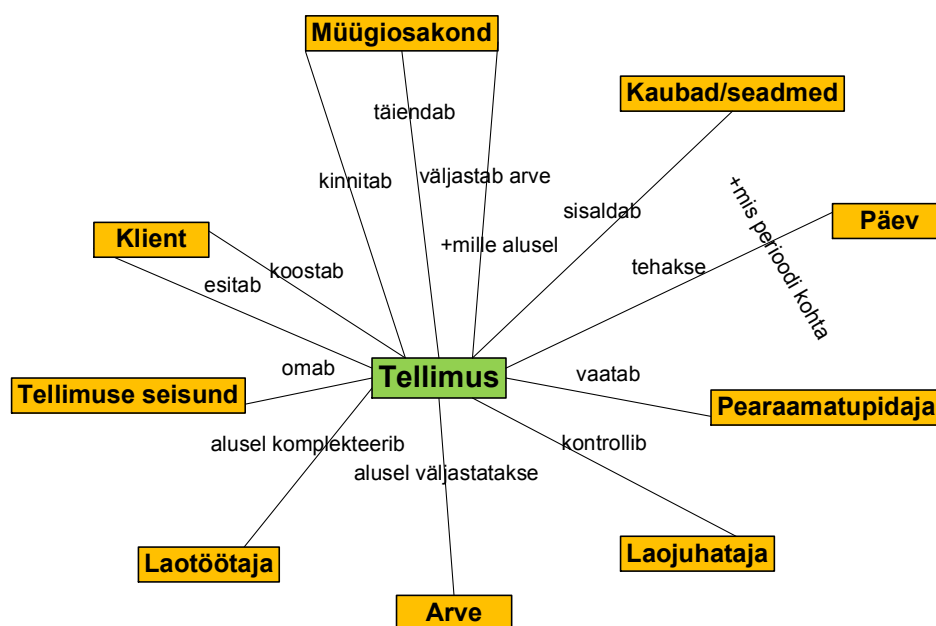 Müügiosakond
Kaubad/seadmed
täiendab
kinnitab
väljastab arve
+mis perioodi kohta
sisaldab
Päev
Klient
+mille alusel
koostab
tehakse
esitab
omab
Tellimus
vaatab
Tellimuse seisund
Pearaamatupidaja
alusel komplekteerib
kontrollib
alusel väljastatakse
Laotöötaja
Laojuhataja
Arve